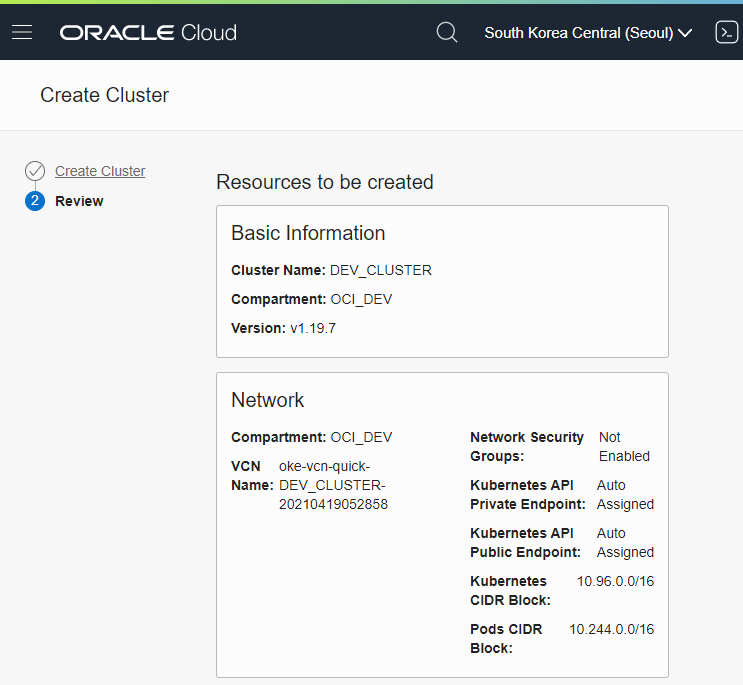 ORACLE Cloud
South Korea Central (Seoul)
Create Cluster
Create Cluster
2 Review
Resources to be created
Basic Information
Cluster Name: DEV_CLUSTER
Compartment: OCI_DEV
Version: v1.19.7
Network
Compartment: OCI_DEV
VCN Name: oke-vcn-quick-
DEV_CLUSTER-
20210419052858
Network Security Groups: Not Enabled
Kubernetes API Private Endpoint: Auto Assigned
Kubernetes API Public Endpoint: Auto Assigned
Kubernetes CIDR Block: 10.96.0.0/16
Pods CIDR Block: 10.244.0.0/16